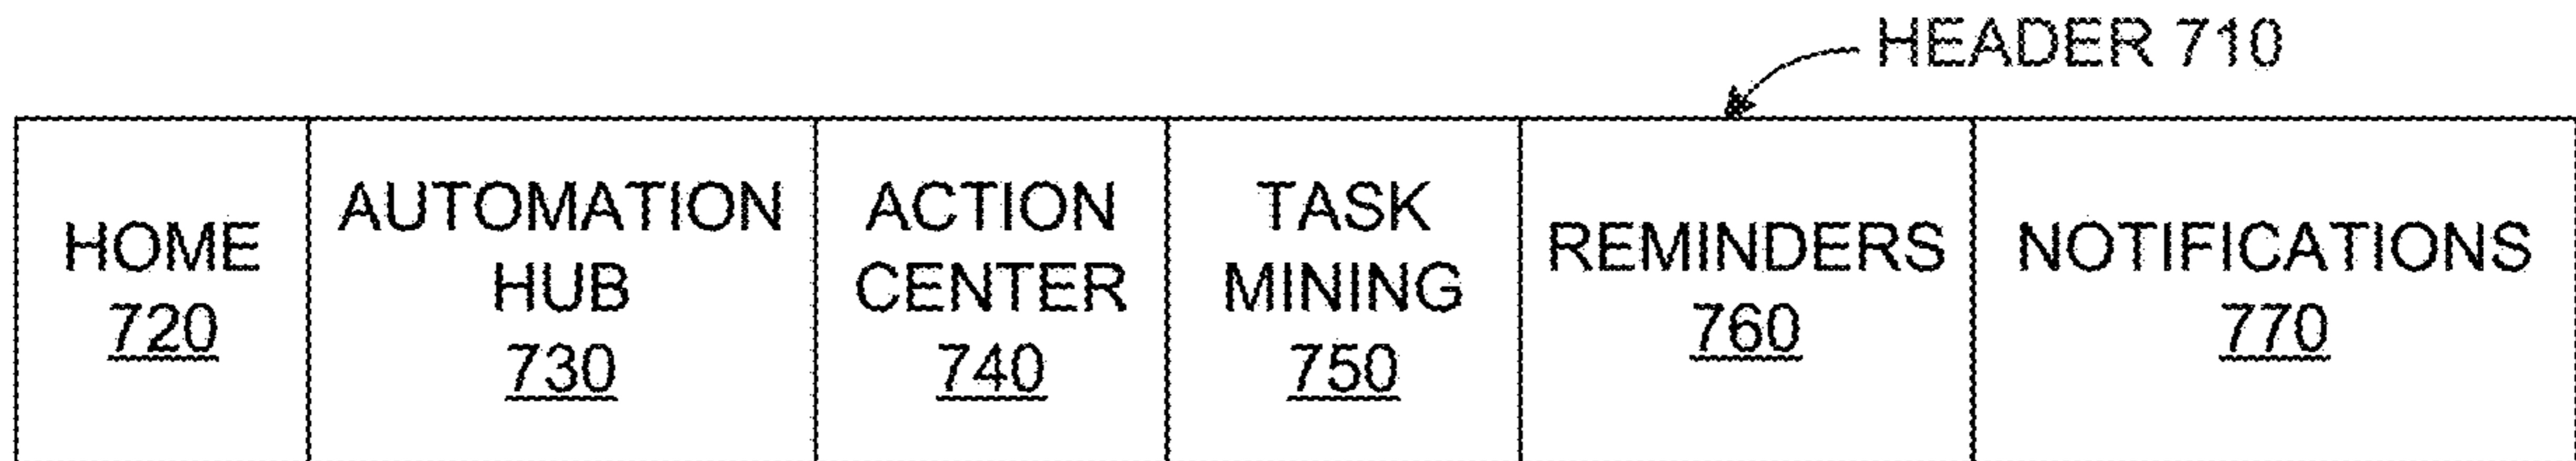 HEADER 710
HOME
720
AUTOMATION
HUB
730
ACTION
CENTER
740
TASK
MINING
750
REMINDERS
760
NOTIFICATIONS
770